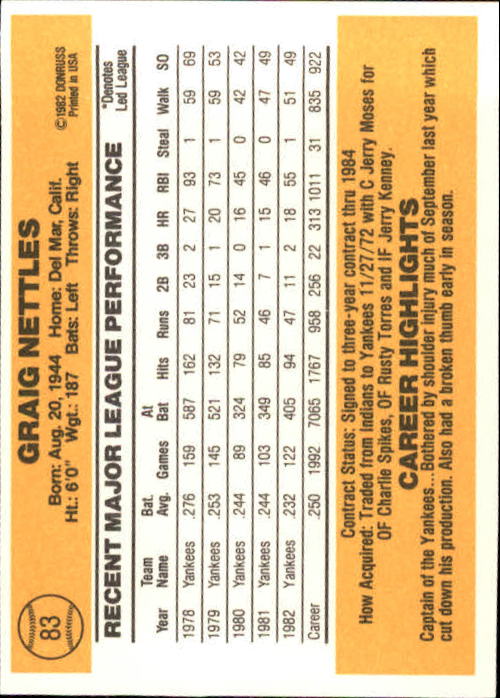 83
GRAIG NETTLES
Born: Aug. 20, 1944 Home: Del Mar, Calif.
Ht.: 6'0" Wgt.: 187 Bats: Left Throws: Right
©1982 DONRUSS
Printed in USA
RECENT MAJOR LEAGUE PERFORMANCE
*Denotes
Led League
Team Bat. At
Year Name Avg. Games Bat Hits Runs 2B 3B HR RBI Steal Walk SO
1978 Yankees .276 159 587 162 81 23 2 27 93 1 59 69
1979 Yankees .253 145 521 132 71 15 1 20 73 1 59 53
1980 Yankees .244 89 324 79 52 14 0 16 45 0 42 42
1981 Yankees .244 103 349 85 46 7 1 15 46 0 47 49
1982 Yankees .232 122 405 94 47 11 2 18 55 1 51 49
Career .250 1992 7065 1767 958 256 22 313 1011 31 835 922
Contract Status: Signed to three-year contract thru 1984
How Acquired: Traded from Indians to Yankees 11/27/72 with C Jerry Moses for
OF Charlie Spikes, OF Rusty Torres and IF Jerry Kenney.
CAREER HIGHLIGHTS
Captain of the Yankees... Bothered by shoulder injury much of September last year which
cut down his production. Also had a broken thumb early in season.